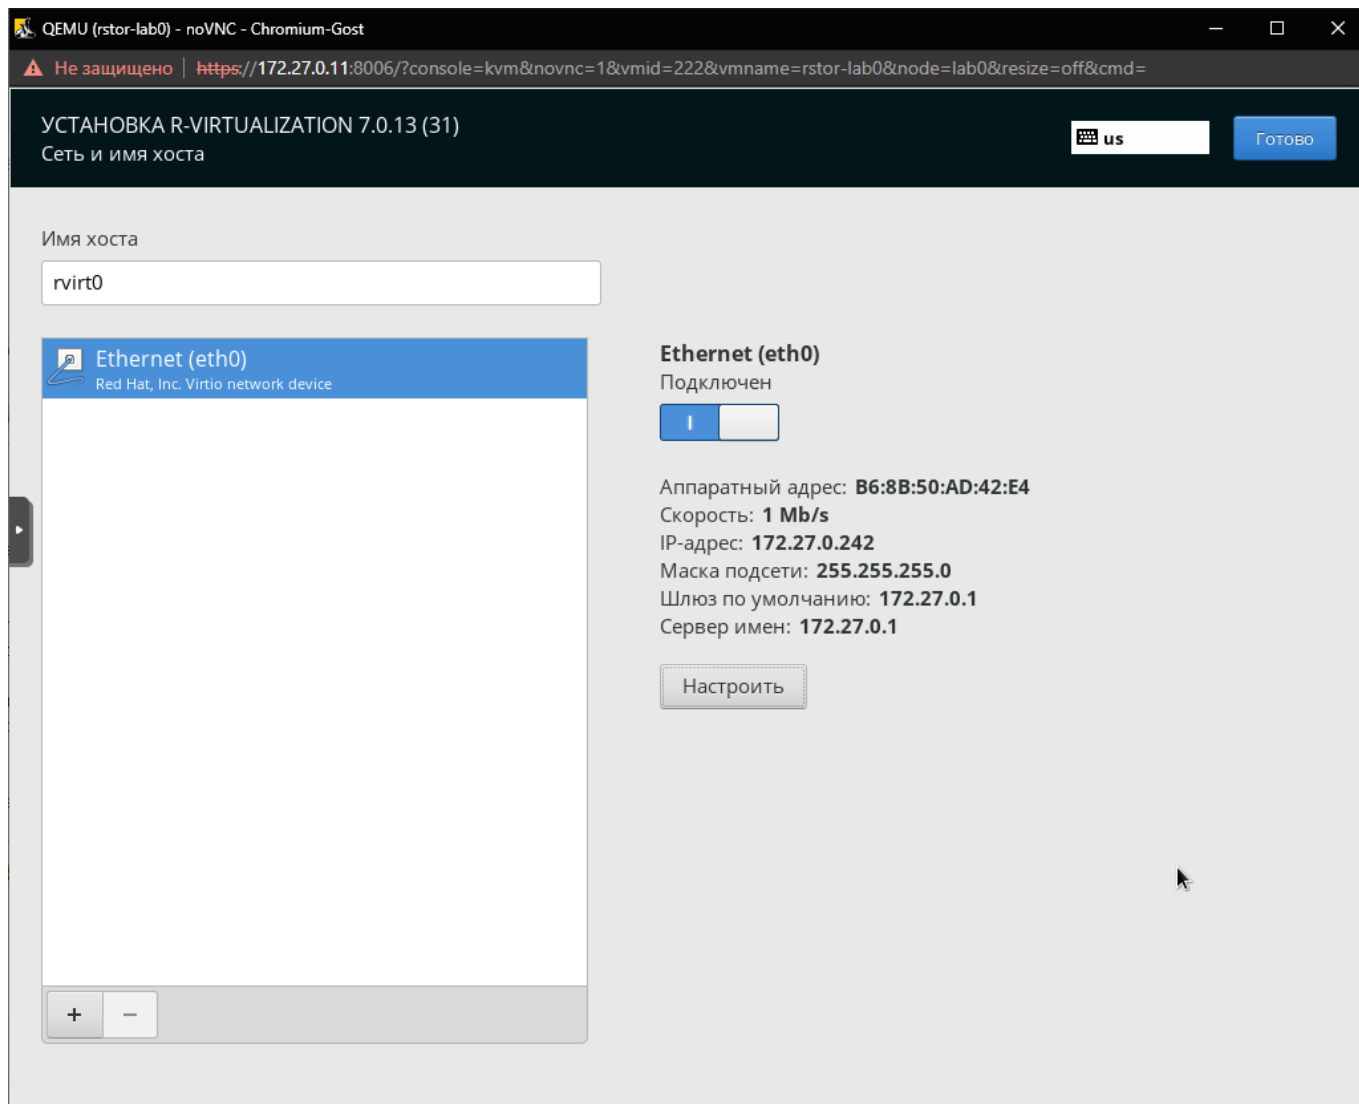 QEMU (rstor-lab0) - noVNC - Chromium-Gost
Не защищено | https://172.27.0.11:8006/?console=kvm&novnc=1&vmid=222&vmname=rstor-lab0&node=lab0&resize=off&cmd=
УСТАНОВКА R-VIRTUALIZATION 7.0.13 (31)
Сеть и имя хоста
us
Готово
Имя хоста
rvirt0
Ethernet (eth0)
Red Hat, Inc. Virtio network device
Ethernet (eth0)
Подключен
Аппаратный адрес: B6:8B:50:AD:42:E4
Скорость: 1 Mb/s
IP-адрес: 172.27.0.242
Маска подсети: 255.255.255.0
Шлюз по умолчанию: 172.27.0.1
Сервер имен: 172.27.0.1
Настроить